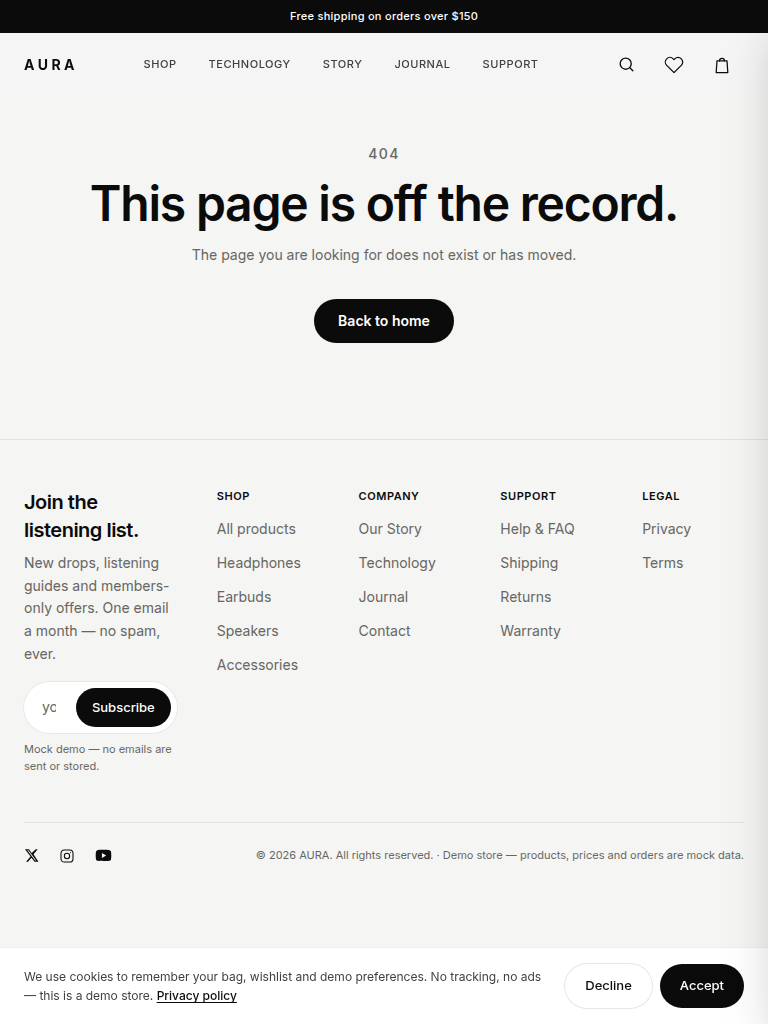 Free shipping on orders over $150
AURA
SHOP
TECHNOLOGY
STORY
JOURNAL
SUPPORT
404
This page is off the record.
The page you are looking for does not exist or has moved.
Back to home
Join the
listening list.
New drops, listening
guides and members-
only offers. One email
a month — no spam,
ever.
yo
Subscribe
Mock demo — no emails are
sent or stored.
SHOP
All products
Headphones
Earbuds
Speakers
Accessories
COMPANY
Our Story
Technology
Journal
Contact
SUPPORT
Help & FAQ
Shipping
Returns
Warranty
LEGAL
Privacy
Terms
© 2026 AURA. All rights reserved. · Demo store — products, prices and orders are mock data.
We use cookies to remember your bag, wishlist and demo preferences. No tracking, no ads
— this is a demo store. Privacy policy
Decline
Accept